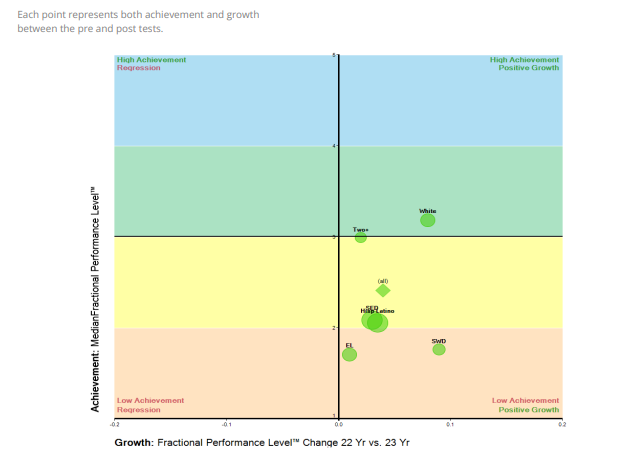 Each point represents both achievement and growth
between the pre and post tests.
High Achievement
Regression
High Achievement
Positive Growth
5
4
3
2
1
White
Two+
(all)
SED
Hisp Latino
EL
SWD
Low Achievement
Regression
Low Achievement
Positive Growth
-0.2
-0.1
0.0
0.1
0.2
Achievement: MedianFractional Performance Level™
Growth: Fractional Performance Level™ Change 22 Yr vs. 23 Yr